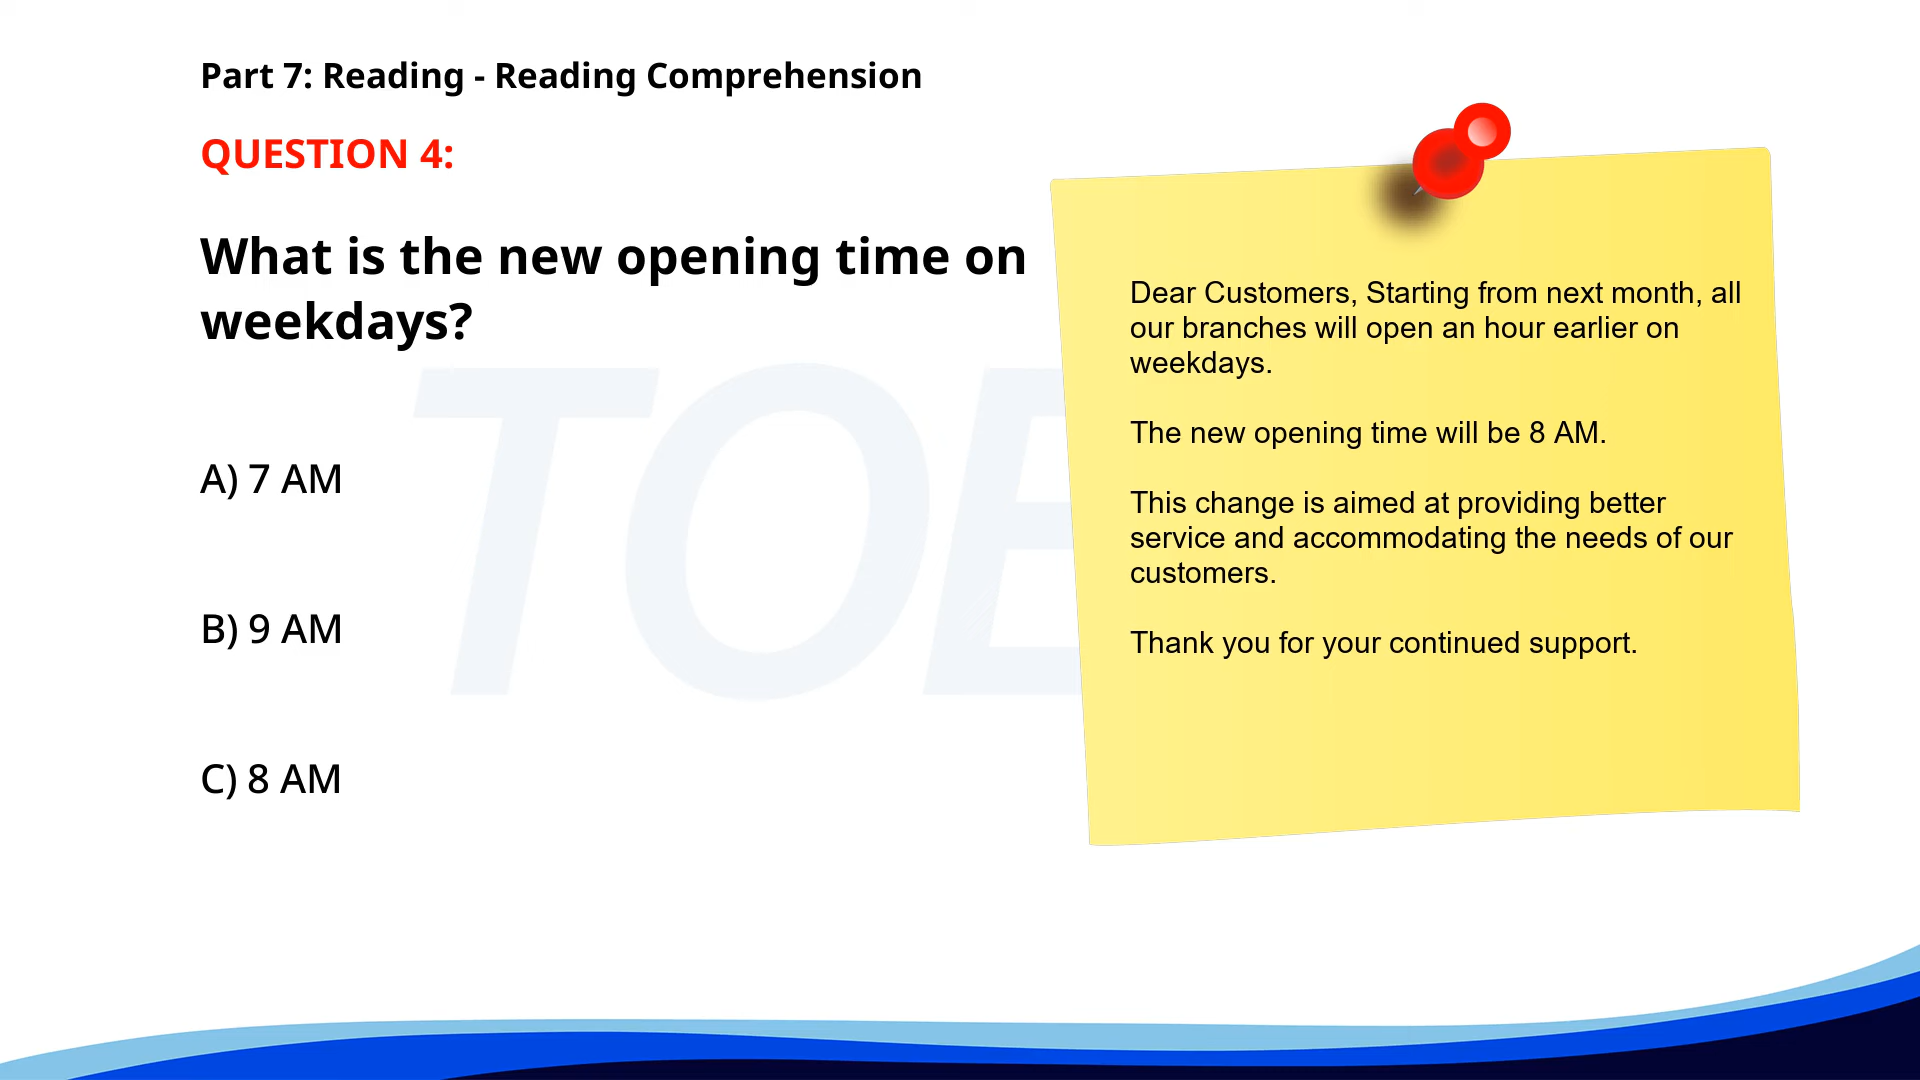 Part 7: Reading - Reading Comprehension
QUESTION 4:
What is the new opening time on
weekdays?
A) 7 AM
B) 9 AM
C) 8 AM
Dear Customers, Starting from next month, all
our branches will open an hour earlier on
weekdays.
The new opening time will be 8 AM.
This change is aimed at providing better
service and accommodating the needs of our
customers.
Thank you for your continued support.
TOE